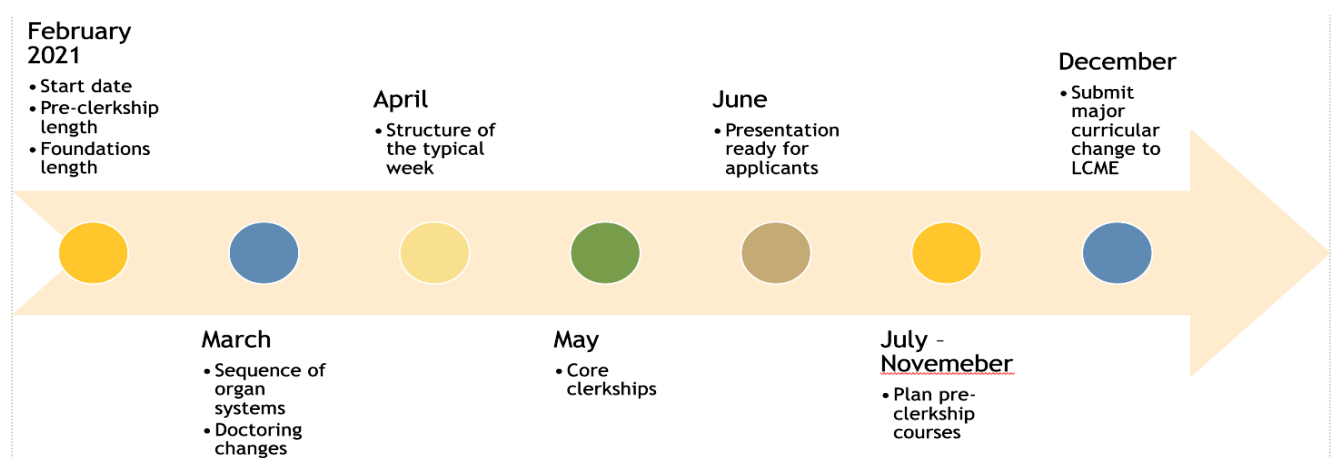 February
2021
• Start date
• Pre-clerkship
length
• Foundations
length
March
• Sequence of
organ
systems
• Doctoring
changes
April
• Structure of
the typical
week
May
• Core
clerkships
June
• Presentation
ready for
applicants
July –
Novemeber
• Plan pre-
clerkship
courses
December
• Submit
major
curricular
change to
LCME